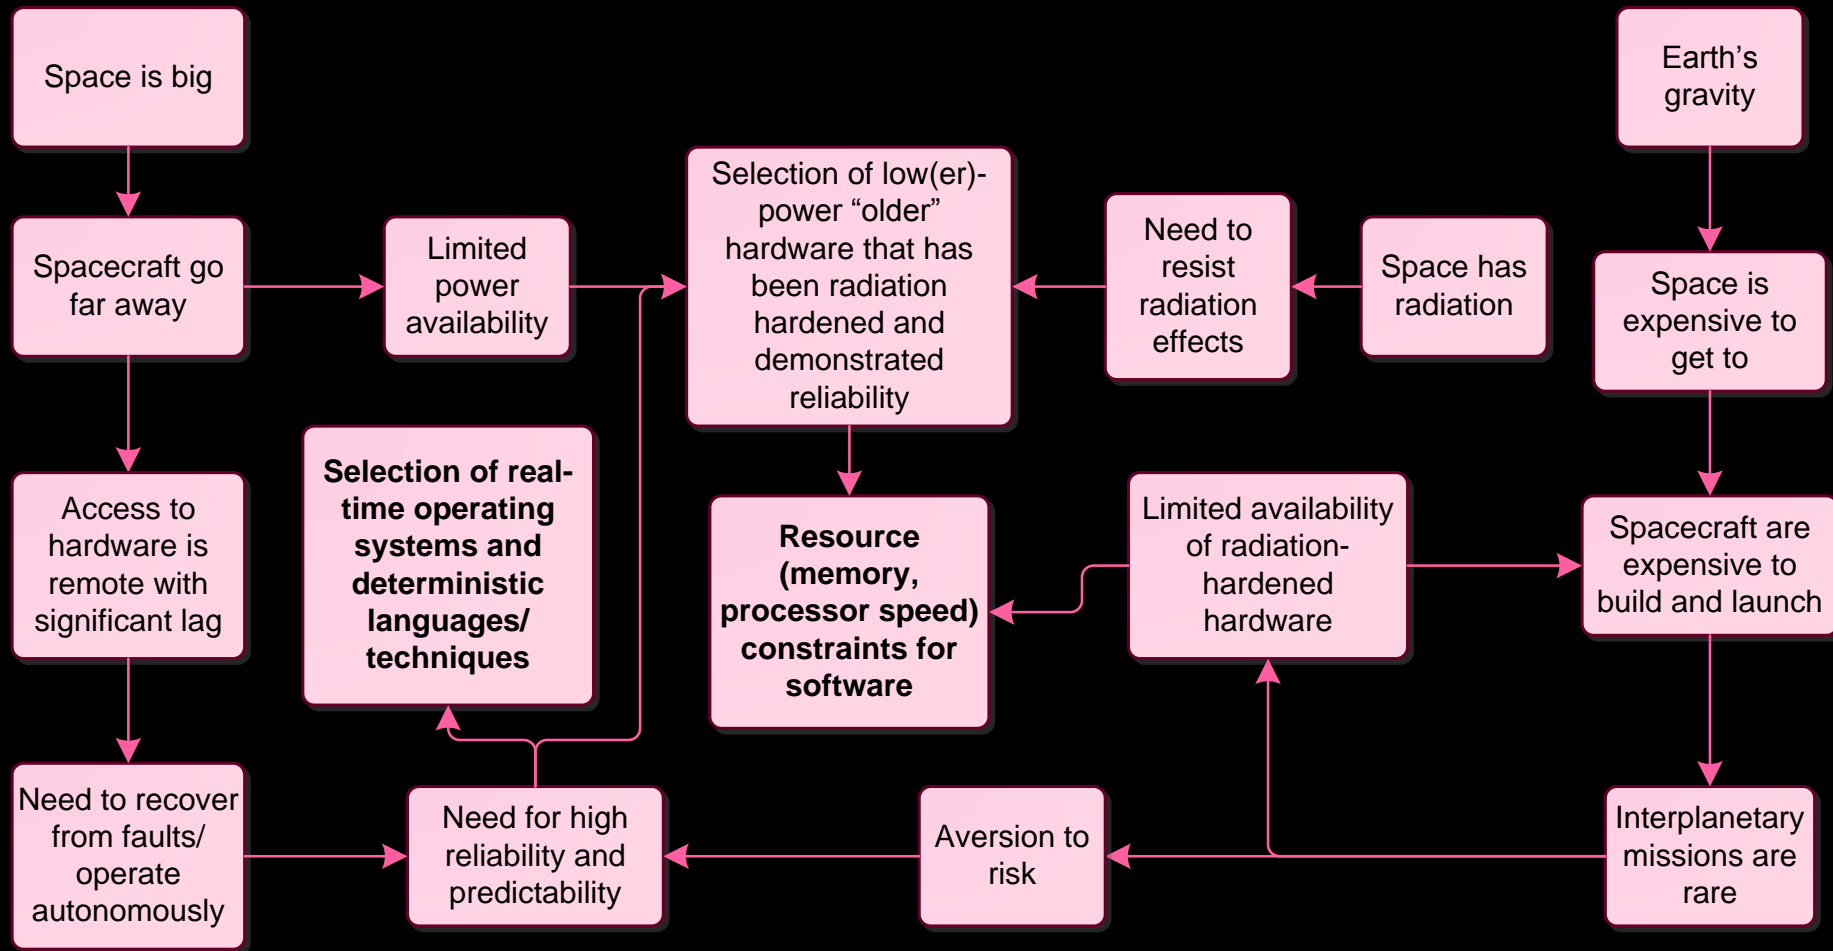 Space is big
Earth’s
gravity
Selection of low(er)-
power “older”
hardware that has
been radiation
hardened and
demonstrated
reliability
Spacecraft go
far away
Limited
power
availability
Need to
resist
radiation
effects
Space has
radiation
Space is
expensive to
get to
Selection of real-
time operating
systems and
deterministic
languages/
techniques
Access to
hardware is
remote with
significant lag
Resource
(memory,
processor speed)
constraints for
software
Limited availability
of radiation-
hardened
hardware
Spacecraft are
expensive to
build and launch
Need to recover
from faults/
operate
autonomously
Need for high
reliability and
predictability
Aversion to
risk
Interplanetary
missions are
rare